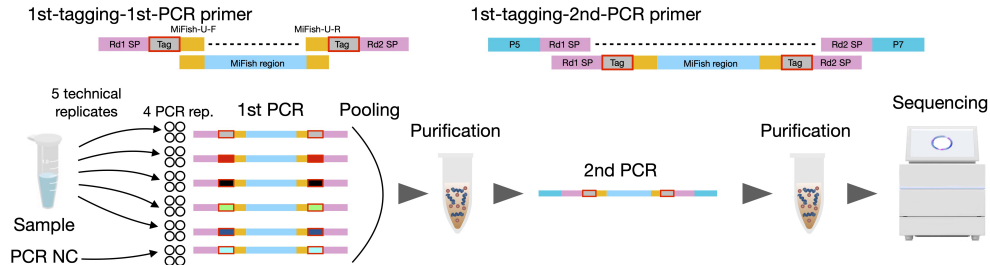 1st-tagging-1st-PCR primer
MiFish-U-F
MiFish-U-R
Rd1 SP
Tag
Tag
Rd2 SP
MiFish region
1st-tagging-2nd-PCR primer
P5
Rd1 SP
Rd2 SP
P7
Rd1 SP
Tag
MiFish region
Tag
Rd2 SP
5 technical
replicates
4 PCR rep.
1st PCR
Pooling
Purification
2nd PCR
Purification
Sequencing
Sample
PCR NC